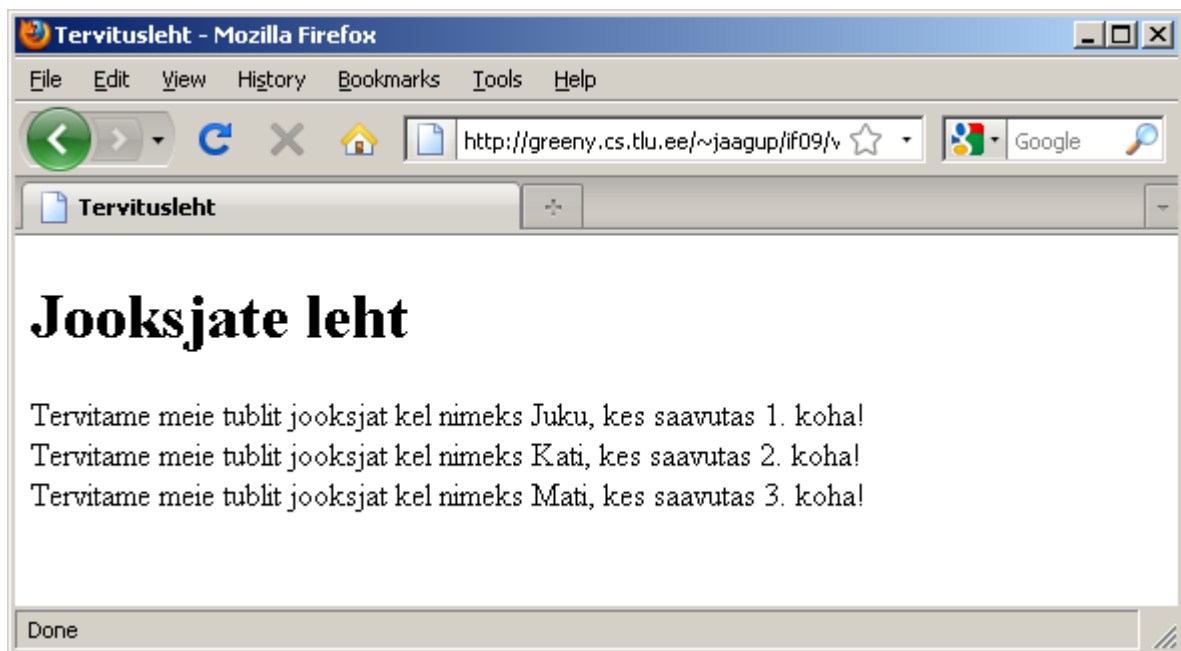 Tervitusleht - Mozilla Firefox
File Edit View History Bookmarks Tools Help
http://greeny.cs.tlu.ee/~jaagup/if09/v Google
Tervitusleht
Jooksjate leht
Tervitame meie tublit jooksjat kel nimeks Juku, kes saavutas 1. koha!
Tervitame meie tublit jooksjat kel nimeks Kati, kes saavutas 2. koha!
Tervitame meie tublit jooksjat kel nimeks Mati, kes saavutas 3. koha!
Done